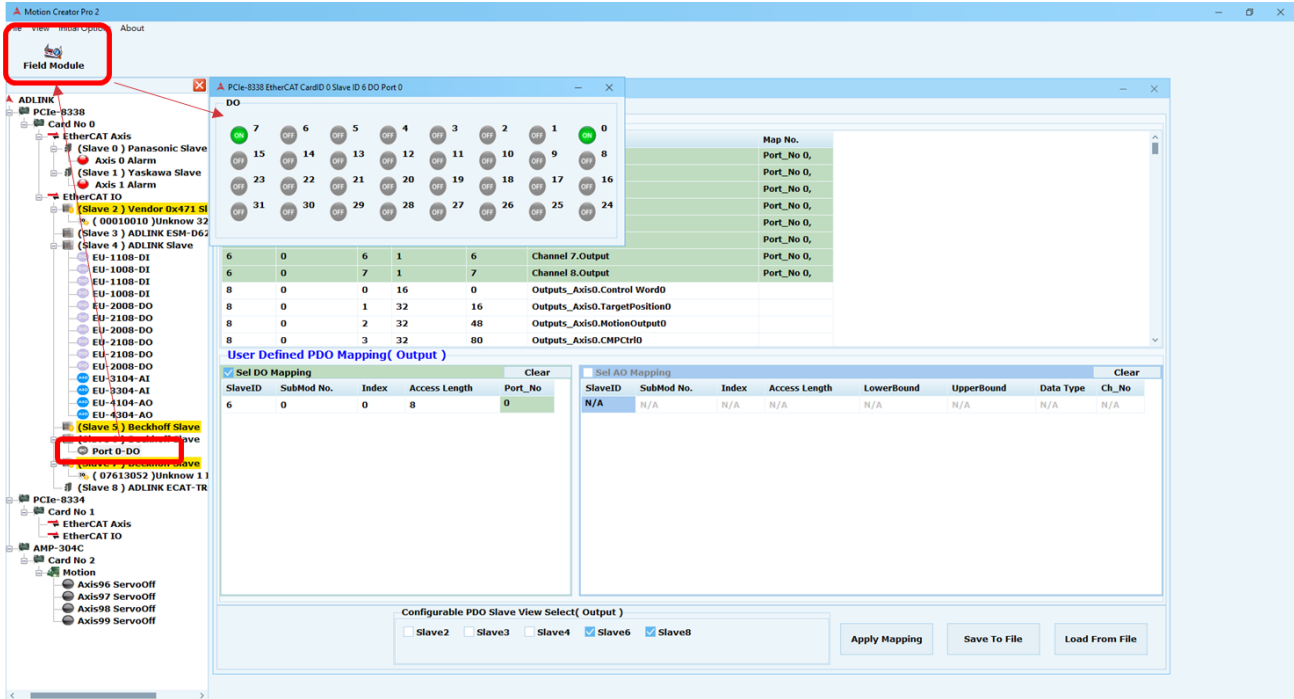 Motion Creator Pro 2
View Initial Option About
Field Module
ADLINK
PCIe-8338
Card No 0
EtherCAT Axis
(Slave 0 ) Panasonic Slave
Axis 0 Alarm
(Slave 1 ) Yaskawa Slave
Axis 1 Alarm
EtherCAT IO
(Slave 2 ) Vendor 0x471 Sl
( 00010010 )Unknow 32
(Slave 3 ) ADLINK ESM-D62
(Slave 4 ) ADLINK Slave
EU-1108-DI
EU-1008-DI
EU-1108-DI
EU-1008-DI
EU-2008-DO
EU-2108-DO
EU-2008-DO
EU-2108-DO
EU-2108-DO
EU-2008-DO
EU-3104-AI
EU-3304-AI
EU-4104-AO
EU-4304-AO
(Slave 5 ) Beckhoff Slave
Port 0-DO
( 07613052 )Unknow 1 I
(Slave 8 ) ADLINK ECAT-TR
PCIe-8334
Card No 1
EtherCAT Axis
EtherCAT IO
AMP-304C
Card No 2
Motion
Axis96 ServoOff
Axis97 ServoOff
Axis98 ServoOff
Axis99 ServoOff
PCIe-8338 EtherCAT CardID 0 Slave ID 6 DO Port 0
DO
ON 7 OFF 6 OFF 5 OFF 4 OFF 3 OFF 2 OFF 1 ON 0
OFF 15 OFF 14 OFF 13 OFF 12 OFF 11 OFF 10 OFF 9 OFF 8
OFF 23 OFF 22 OFF 21 OFF 20 OFF 19 OFF 18 OFF 17 OFF 16
OFF 31 OFF 30 OFF 29 OFF 28 OFF 27 OFF 26 OFF 25 OFF 24
Map No.
Port_No 0,
Port_No 0,
Port_No 0,
Port_No 0,
Port_No 0,
Port_No 0,
6 0 6 1 6 Channel 7.Output Port_No 0,
6 0 7 1 7 Channel 8.Output Port_No 0,
8 0 0 16 0 Outputs_Axis0.Control Word0
8 0 1 32 16 Outputs_Axis0.TargetPosition0
8 0 2 32 48 Outputs_Axis0.MotionOutput0
8 0 3 32 80 Outputs_Axis0.CMPCtrl0
User Defined PDO Mapping( Output )
Sel DO Mapping Clear
SlaveID SubMod No. Index Access Length Port_No
6 0 0 8 0
Sel AO Mapping Clear
SlaveID SubMod No. Index Access Length LowerBound UpperBound Data Type Ch_No
N/A N/A N/A N/A N/A N/A N/A N/A
Configurable PDO Slave View Select( Output )
Slave2 Slave3 Slave4 Slave6 Slave8
Apply Mapping Save To File Load From File